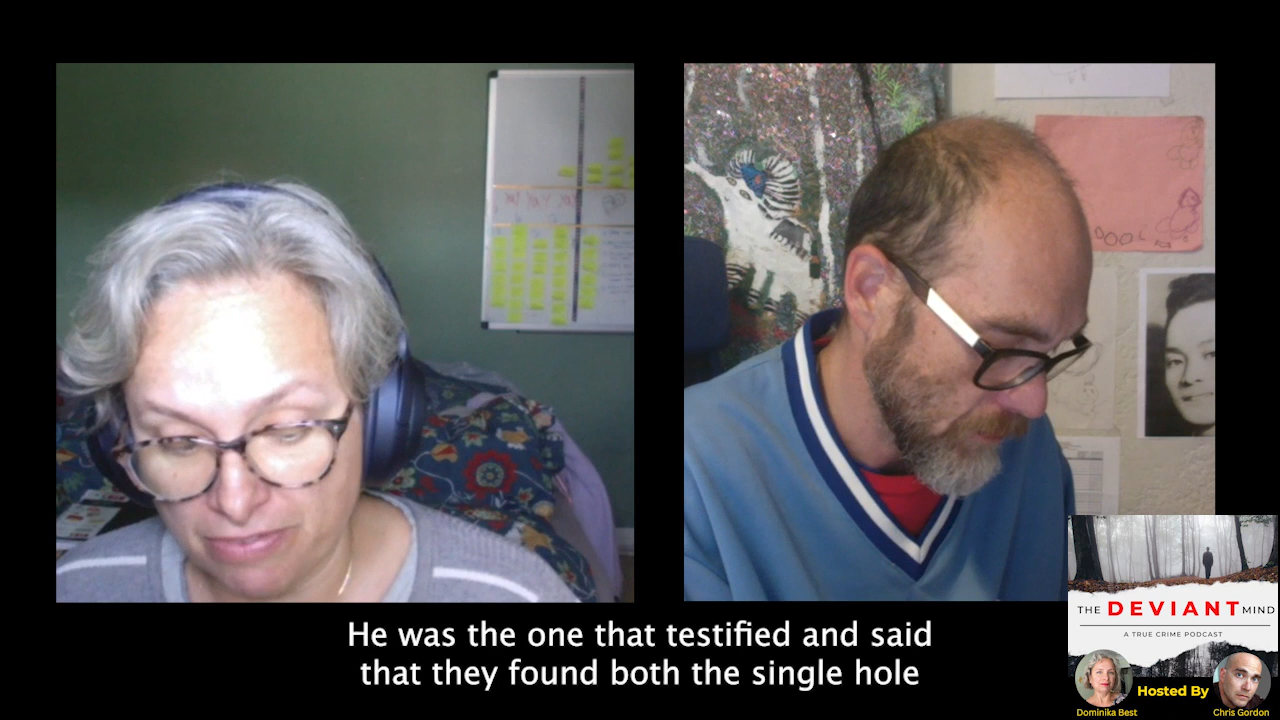 He was the one that testified and said
that they found both the single hole
THE DEVIANT MIND
A TRUE CRIME PODCAST
Hosted By
Dominika Best
Chris Gordon